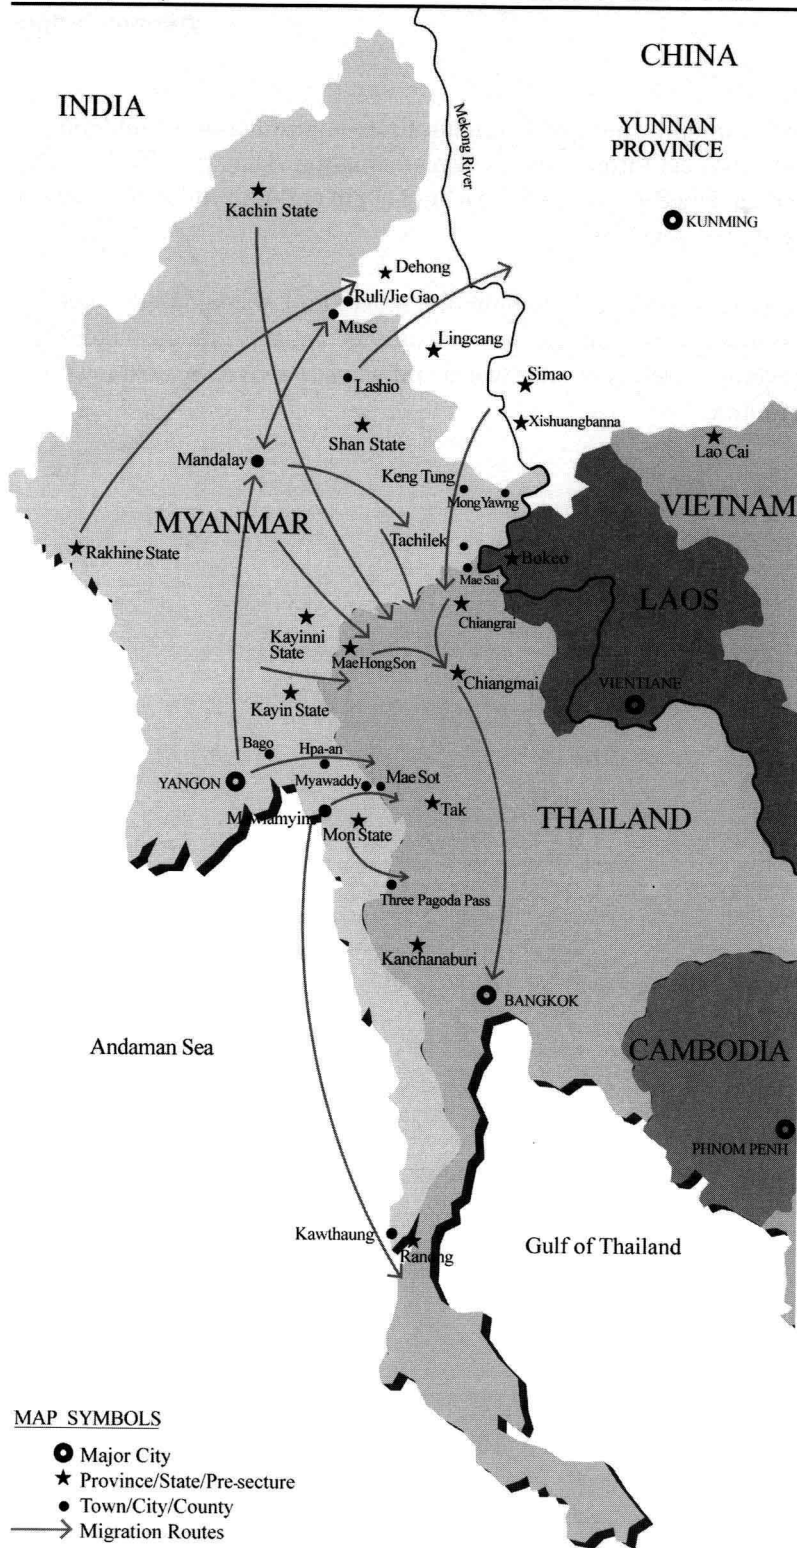 CHINA
INDIA
YUNNAN
PROVINCE
Mekong River
Kachin State
KUNMING
Dehong
Ruli/Jie Gao
Muse
Lingcang
Lashio
Simao
Xishuangbanna
Shan State
Lao Cai
Mandalay
Keng Tung
Mong Yawng
VIETNAM
MYANMAR
Tachilek
Rakhine State
Bokeo
Mae Sai
LAOS
Chiangrai
Kayinni
State
Mae Hong Son
Chiangmai
VIENTIANE
Kayin State
Bago
Hpa-an
YANGON
Myawaddy
Mae Sot
Tak
THAILAND
Mon State
Three Pagoda Pass
Kanchanaburi
BANGKOK
Andaman Sea
CAMBODIA
PHNOM PENH
Kawthaung
Ranong
Gulf of Thailand
MAP SYMBOLS
Major City
Province/State/Pre-secture
Town/City/County
Migration Routes